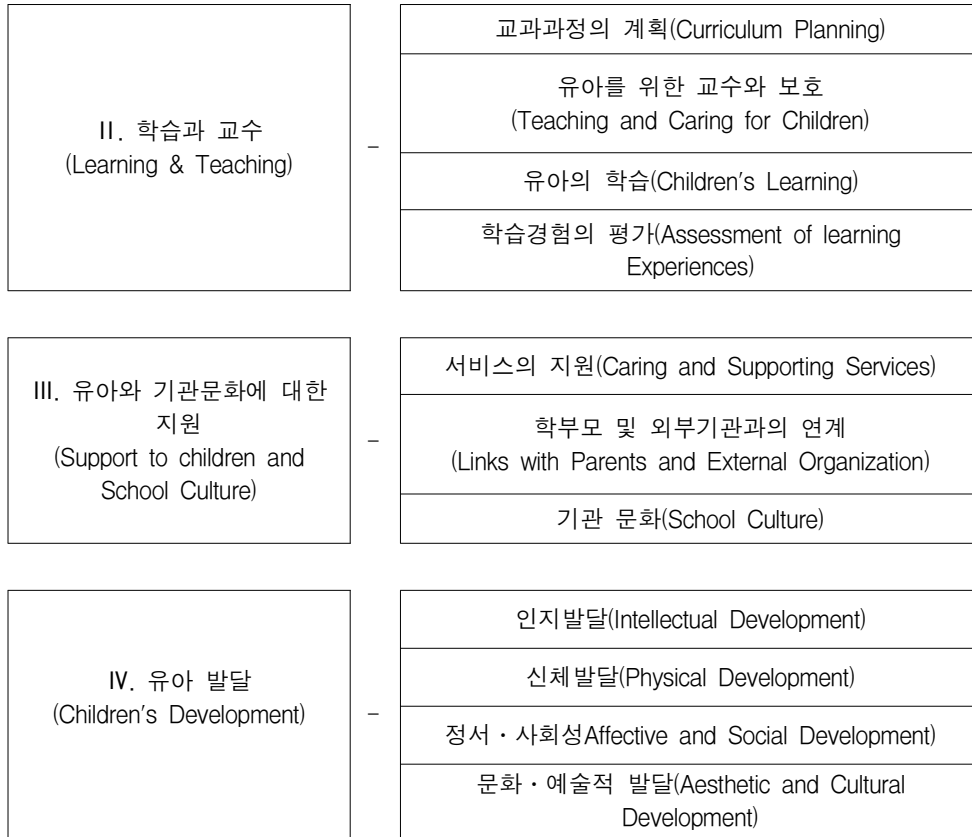 II. 학습과 교수
(Learning & Teaching)
–
교과과정의 계획(Curriculum Planning)
유아를 위한 교수와 보호
(Teaching and Caring for Children)
유아의 학습(Children's Learning)
학습경험의 평가(Assessment of learning
Experiences)
III. 유아와 기관문화에 대한
지원
(Support to children and
School Culture)
–
서비스의 지원(Caring and Supporting Services)
학부모 및 외부기관과의 연계
(Links with Parents and External Organization)
기관 문화(School Culture)
IV. 유아 발달
(Children's Development)
–
인지발달(Intellectual Development)
신체발달(Physical Development)
정서·사회성Affective and Social Development)
문화·예술적 발달(Aesthetic and Cultural
Development)